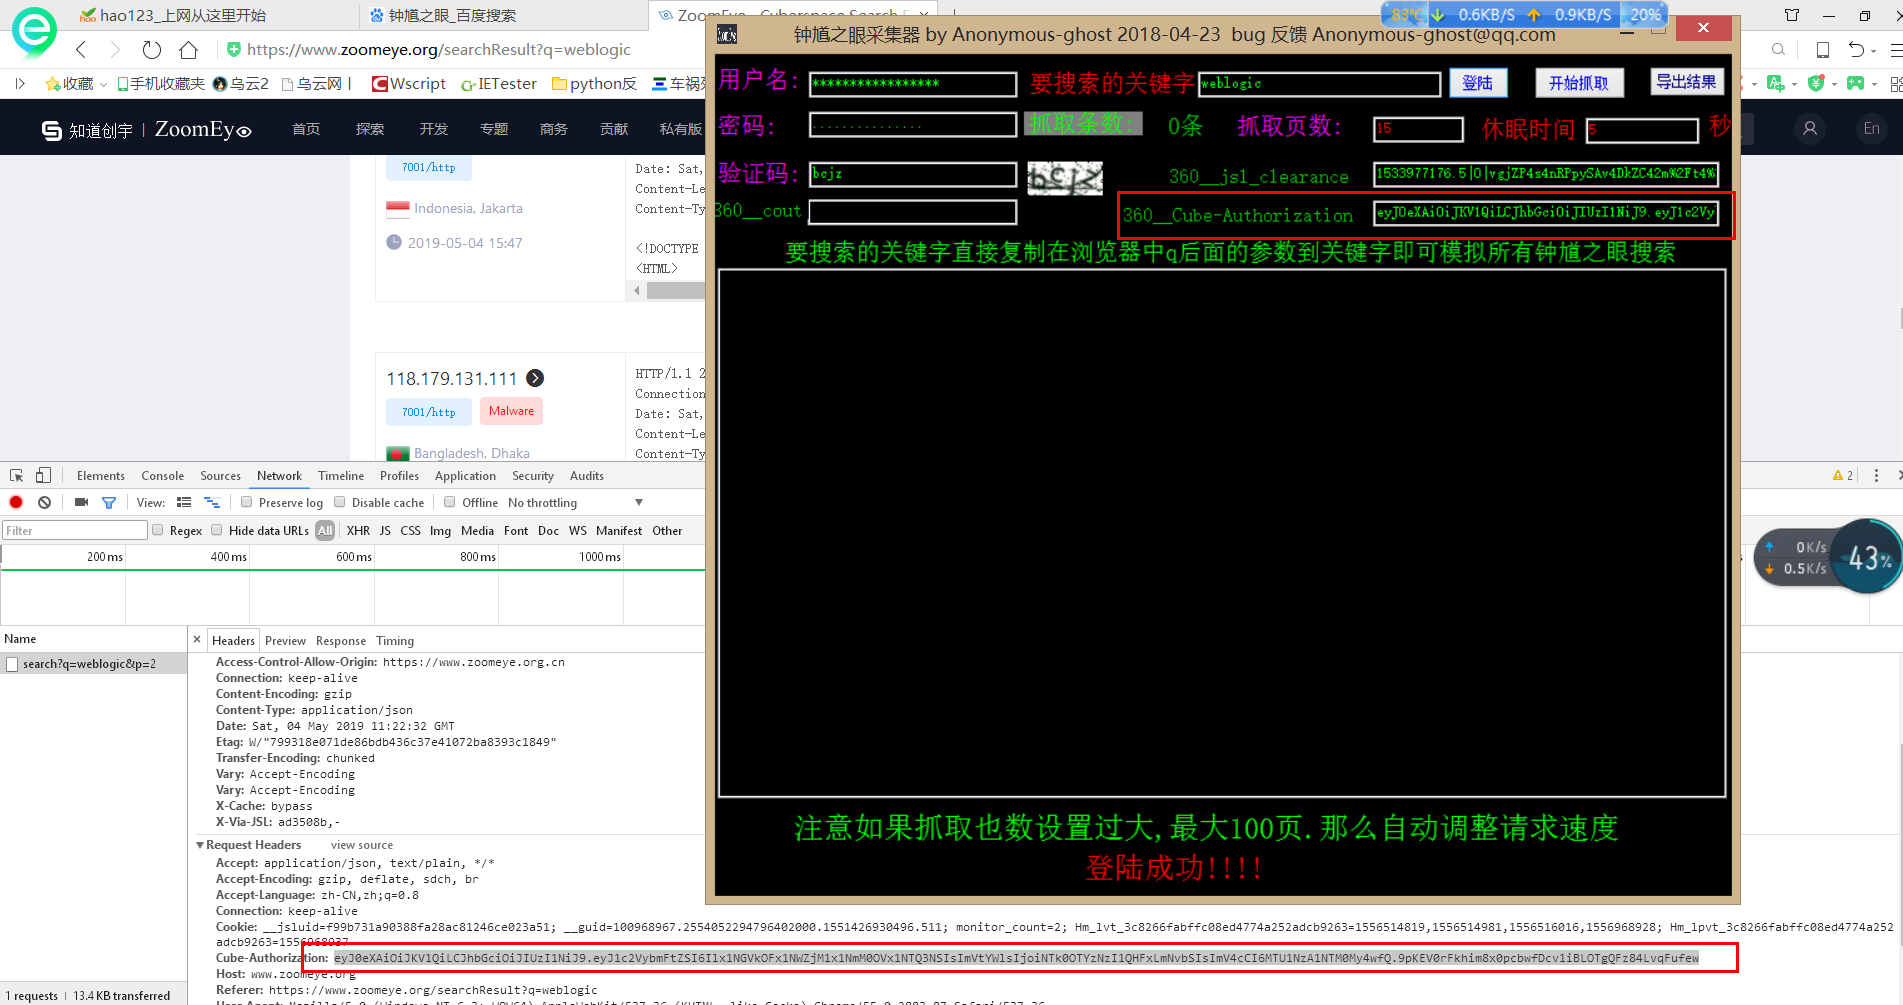 hao123_上网从这里开始
钟馗之眼_百度搜索
83℃ 0.6KB/S 0.9KB/S 20%
钟馗之眼采集器 by Anonymous-ghost 2018-04-23 bug 反馈 Anonymous-ghost@qq.com
https://www.zoomeye.org/searchResult?q=weblogic
收藏 手机收藏夹 乌云2 乌云网 | Wscript IETester python反
用户名: ***************** 要搜索的关键字 weblogic 登陆 开始抓取 导出结果
知道创宇 | ZoomEye 首页 探索 开发 专题 商务 贡献 私有版 En
密码: ............... 抓取条数: 0条 抓取页数: 15 休眠时间 5 秒
验证码: bcjz bcjz 360__jsl_clearance 1533977176.5|0|vgjZP4s4nRPpySAv4DkZC42m%2Ft4%
360__cout 360__Cube-Authorization eyJ0eXAiOiJKV1QiLCJhbGciOiJIUzI1NiJ9.eyJ1c2Vy
要搜索的关键字直接复制在浏览器中q后面的参数到关键字即可模拟所有钟馗之眼搜索
7001/http
Indonesia, Jakarta
2019-05-04 15:47
Date: Sat,
Content-Le
Content-Ty
<!DOCTYPE
<HTML>
118.179.131.111
7001/http Malware
Bangladesh, Dhaka
HTTP/1.1 2
Connection
Date: Sat,
Content-Le
Content-Ty
注意如果抓取也数设置过大,最大100页.那么自动调整请求速度
登陆成功!!!!
Elements Console Sources Network Timeline Profiles Application Security Audits 2
View: Preserve log Disable cache Offline No throttling
Filter Regex Hide data URLs All XHR JS CSS Img Media Font Doc WS Manifest Other
200 ms 400 ms 600 ms 800 ms 1000 ms
0K/s
0.5K/s
43%
Name
search?q=weblogic&p=2
× Headers Preview Response Timing
Access-Control-Allow-Origin: https://www.zoomeye.org.cn
Connection: keep-alive
Content-Encoding: gzip
Content-Type: application/json
Date: Sat, 04 May 2019 11:22:32 GMT
Etag: W/"799318e071de86bdb436c37e41072ba8393c1849"
Transfer-Encoding: chunked
Vary: Accept-Encoding
Vary: Accept-Encoding
X-Cache: bypass
X-Via-JSL: ad3508b,-
Request Headers view source
Accept: application/json, text/plain, */*
Accept-Encoding: gzip, deflate, sdch, br
Accept-Language: zh-CN,zh;q=0.8
Connection: keep-alive
Cookie: __jsluid=f99b731a90388fa28ac81246ce023a51; __guid=100968967.2554052294796402000.1551426930496.511; monitor_count=2; Hm_lvt_3c8266fabffc08ed4774a252adcb9263=1556514819,1556514981,1556516016,1556968928; Hm_lpvt_3c8266fabffc08ed4774a252
adcb9263=1556968937
Cube-Authorization: eyJ0eXAiOiJKV1QiLCJhbGciOiJIUzI1NiJ9.eyJ1c2VybmFtZSI6Ilx1NGVkOFx1NWZjM1x1NmM0OVx1NTQ3NSIsImVtYWlsIjoiNTk0OTYzNzI1QHFxLmNvbSIsImV4cCI6MTU1NzA1NTM0My4wfQ.9pKEV0rFkhim8x0pcbwfDcv1iBLOTgQFz84LvqFufew
Host: www.zoomeye.org
Referer: https://www.zoomeye.org/searchResult?q=weblogic
1 requests | 13.4 KB transferred